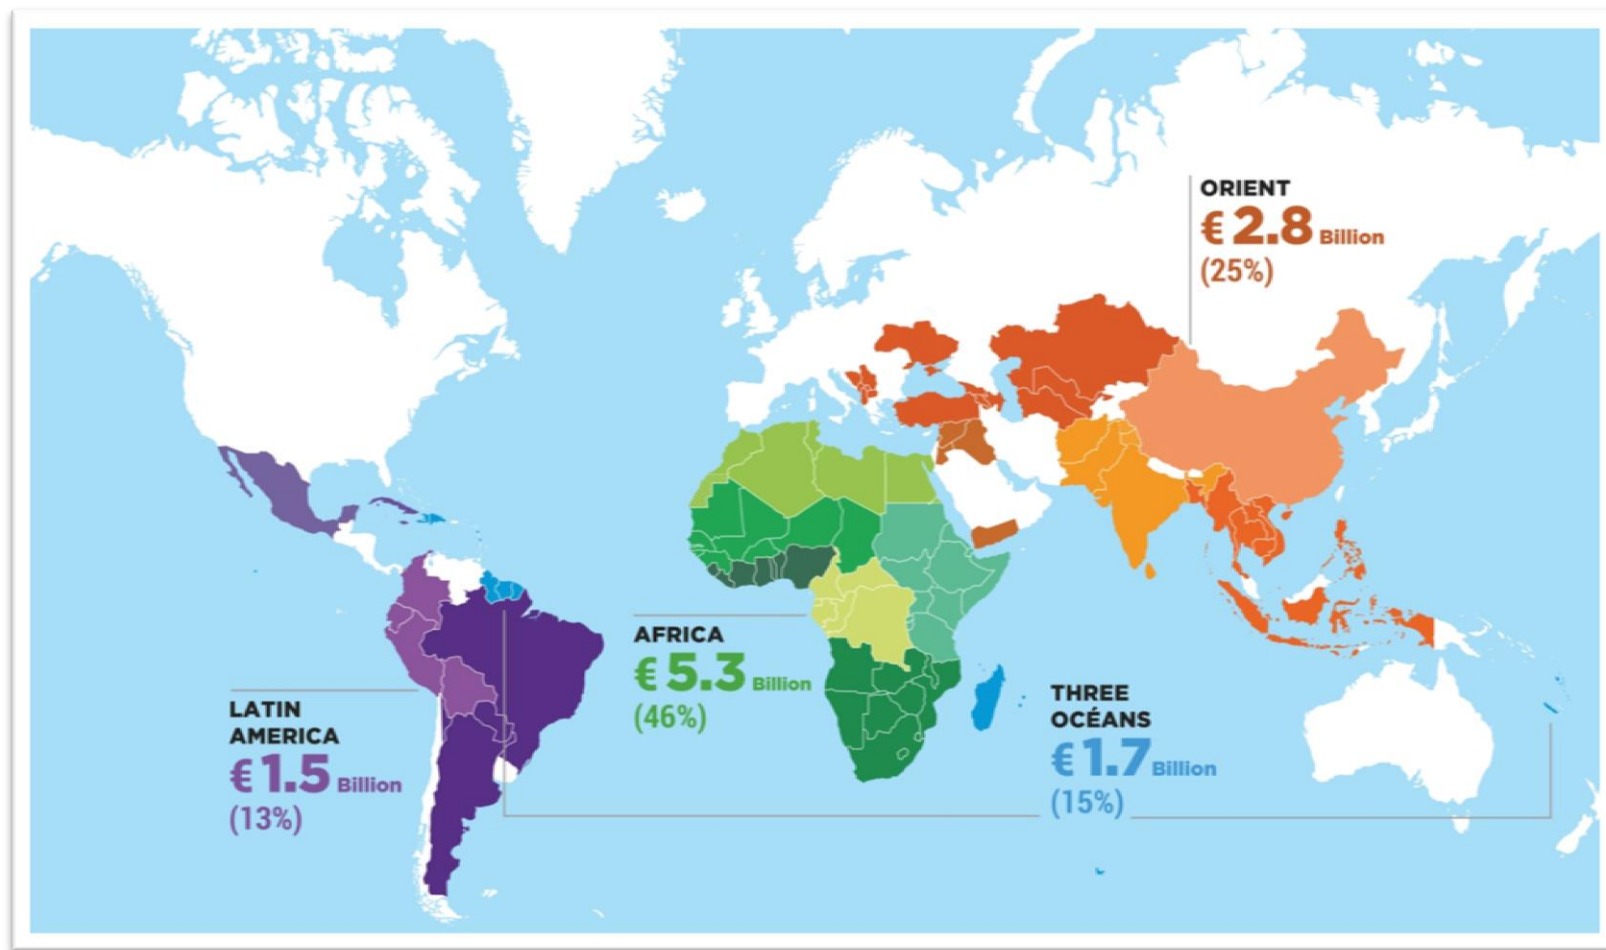 ORIENT
€ 2.8 Billion
(25%)
AFRICA
€ 5.3 Billion
(46%)
LATIN
AMERICA
€ 1.5 Billion
(13%)
THREE
OCÉANS
€ 1.7 Billion
(15%)